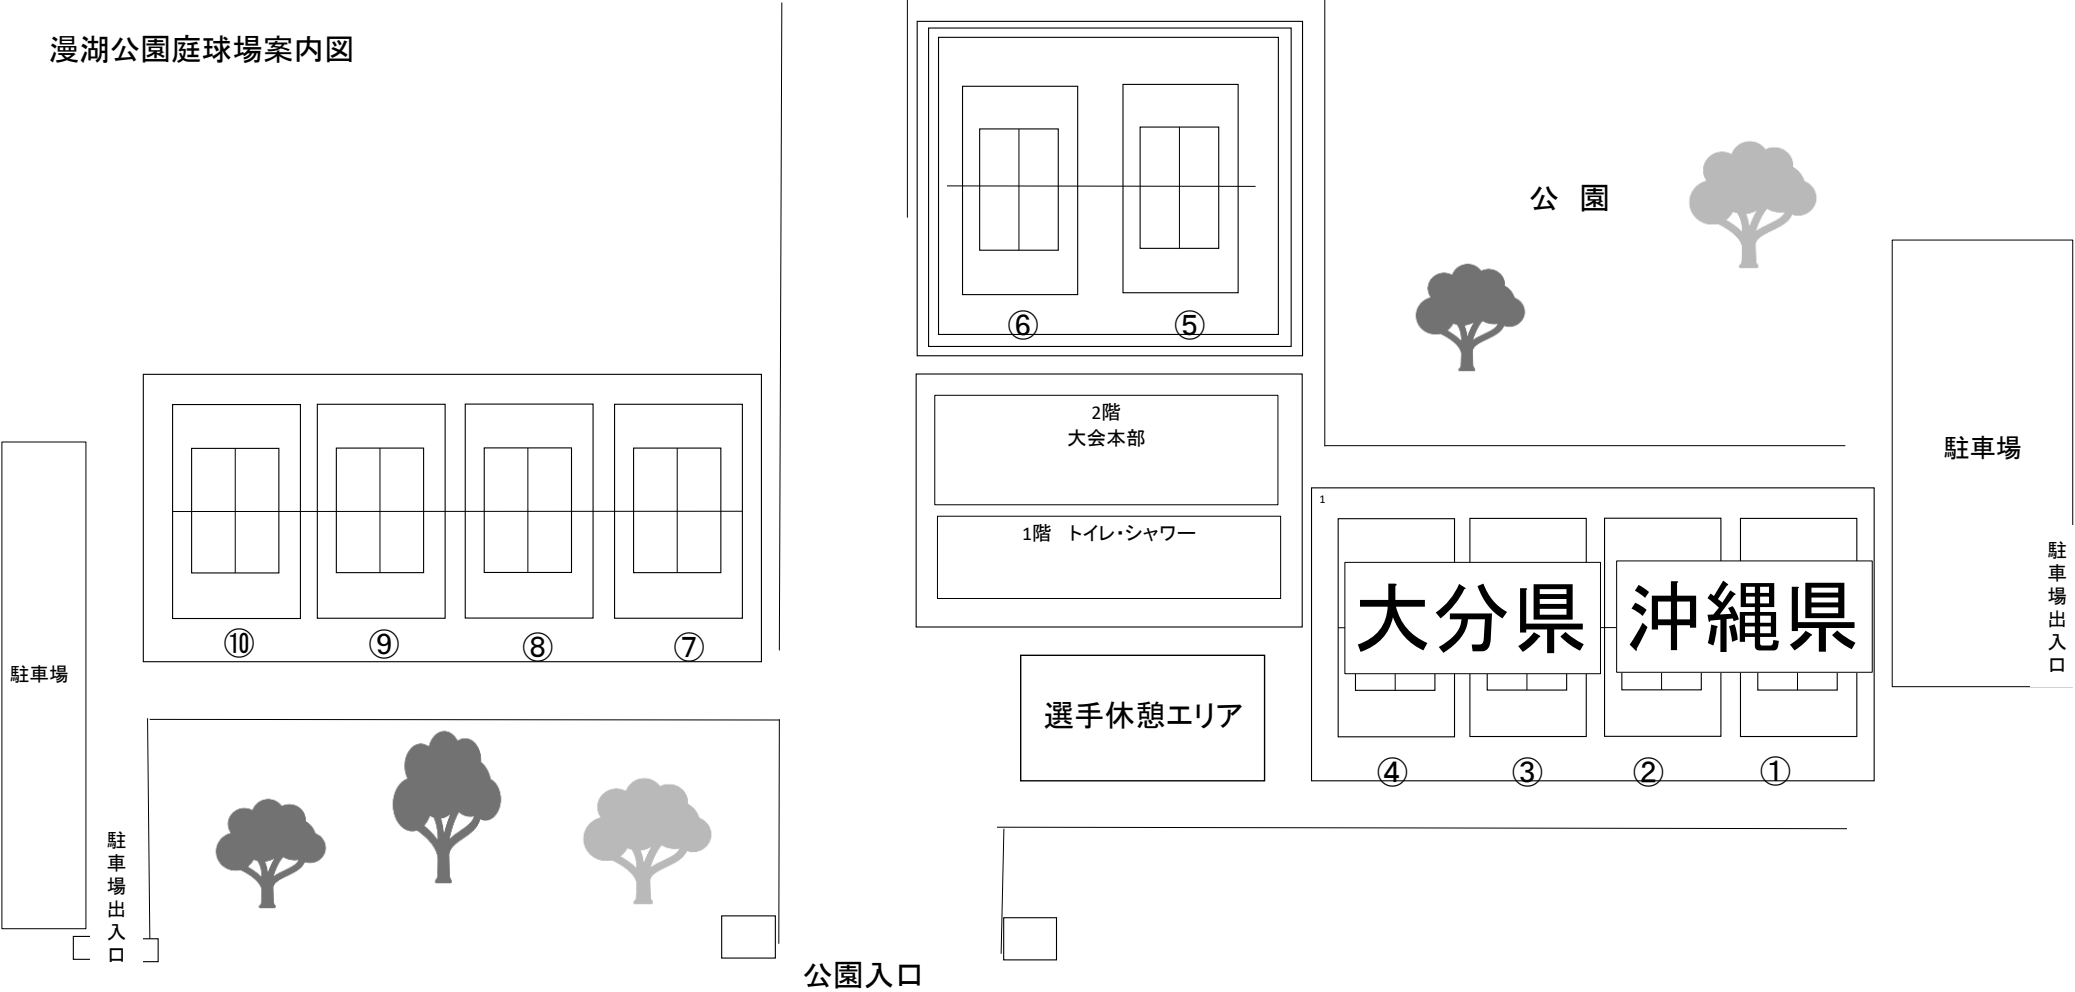 漫湖公園庭球場案内図
公　園
⑥
⑤
2階
大会本部
1階　トイレ・シャワー
駐車場
駐車場出入口
1
大分県
沖縄県
⑩
⑨
⑧
⑦
駐車場
選手休憩エリア
④
③
②
①
駐車場出入口
公園入口